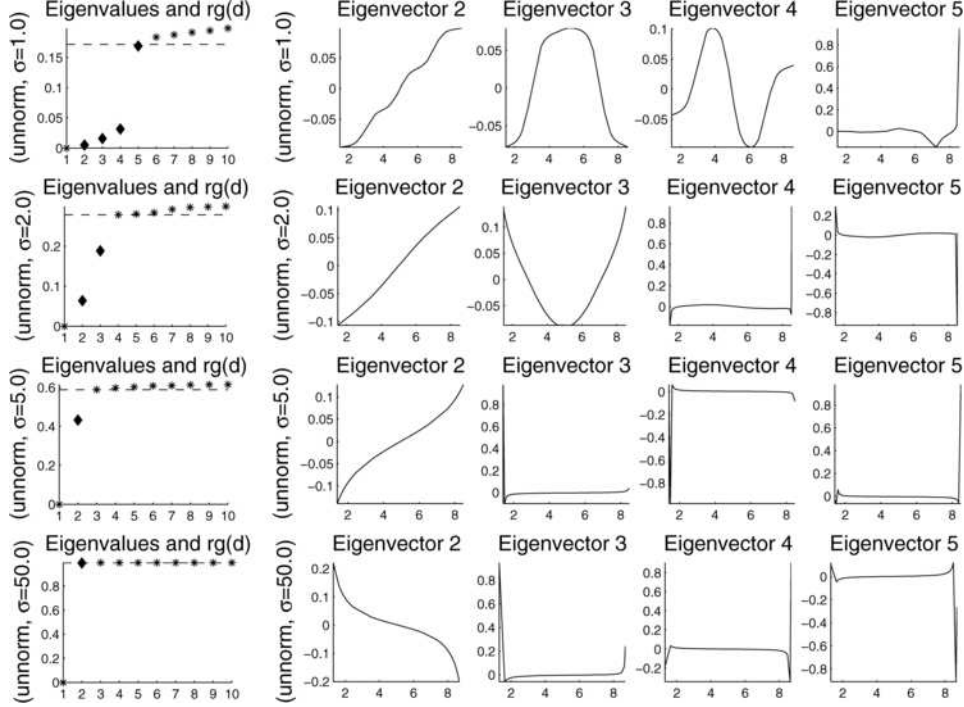 Eigenvalues and rg(d) Eigenvector 2 Eigenvector 3 Eigenvector 4 Eigenvector 5
(unnorm, σ=1.0)
0.15
0.1
0.05
0
1 2 3 4 5 6 7 8 9 10
(unnorm, σ=1.0)
0.05
0
−0.05
2 4 6 8
0.05
0
−0.05
2 4 6 8
0.05
0
−0.05
2 4 6 8
0.8
0.6
0.4
0.2
0
2 4 6 8
Eigenvalues and rg(d) Eigenvector 2 Eigenvector 3 Eigenvector 4 Eigenvector 5
(unnorm, σ=2.0)
0.2
0.1
0
1 2 3 4 5 6 7 8 9 10
(unnorm, σ=2.0)
0.1
0.05
0
−0.05
−0.1
2 4 6 8
0.1
0.05
0
−0.05
2 4 6 8
0.8
0.6
0.4
0.2
0
2 4 6 8
0.2
0
−0.2
−0.4
−0.6
−0.8
2 4 6 8
Eigenvalues and rg(d) Eigenvector 2 Eigenvector 3 Eigenvector 4 Eigenvector 5
(unnorm, σ=5.0)
0.6
0.4
0.2
0
1 2 3 4 5 6 7 8 9 10
(unnorm, σ=5.0)
0.1
0.05
0
−0.05
−0.1
2 4 6 8
0.8
0.6
0.4
0.2
0
2 4 6 8
0
−0.2
−0.4
−0.6
−0.8
2 4 6 8
0.8
0.6
0.4
0.2
0
2 4 6 8
Eigenvalues and rg(d) Eigenvector 2 Eigenvector 3 Eigenvector 4 Eigenvector 5
(unnorm, σ=50.0)
0.8
0.6
0.4
0.2
0
1 2 3 4 5 6 7 8 9 10
(unnorm, σ=50.0)
0.2
0.1
0
−0.1
−0.2
2 4 6 8
0.8
0.6
0.4
0.2
0
2 4 6 8
0.8
0.6
0.4
0.2
0
−0.2
2 4 6 8
0
−0.2
−0.4
−0.6
−0.8
2 4 6 8